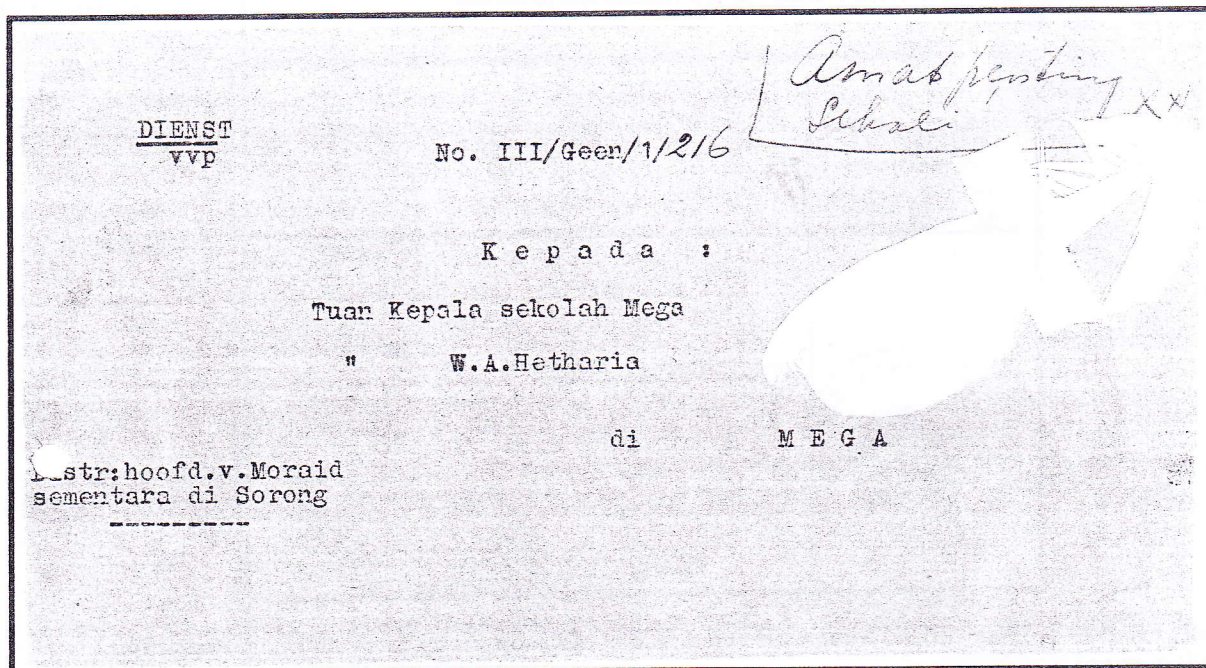 Amat penting
sekali xx
DIENST
vvp
No. III/Geen/1/2/6
K e p a d a :
Tuan Kepala sekolah Mega
" W.A.Hetharia
di M E G A
str:hoofd.v.Moraid
sementara di Sorong
----------